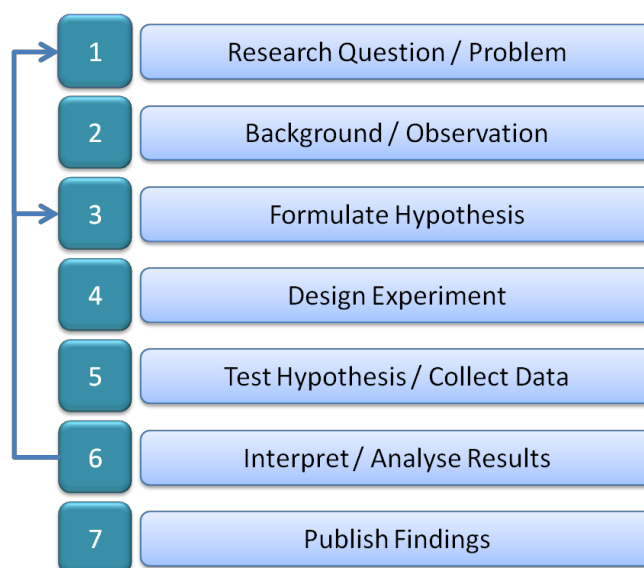 1 Research Question / Problem
2 Background / Observation
3 Formulate Hypothesis
4 Design Experiment
5 Test Hypothesis / Collect Data
6 Interpret / Analyse Results
7 Publish Findings